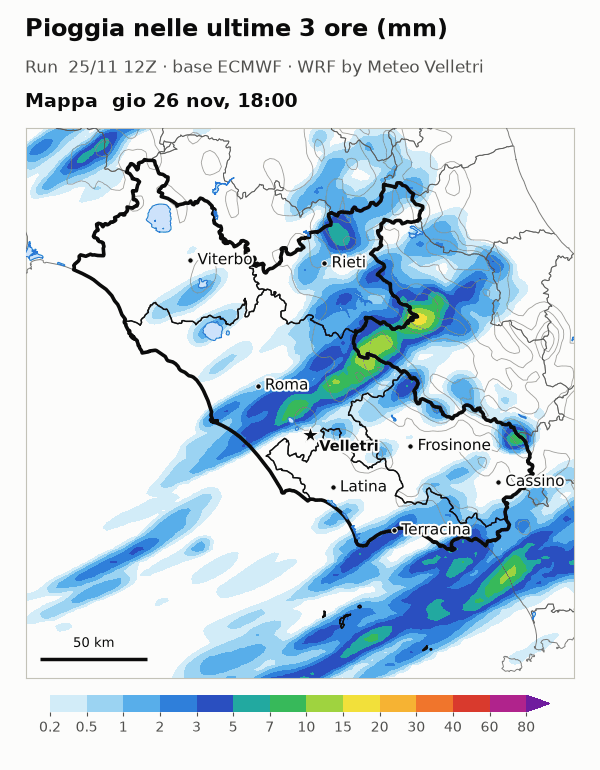 Pioggia nelle ultime 3 ore (mm)
Run  25/11 12Z · base ECMWF · WRF by Meteo Velletri
Mappa  gio 26 nov, 18:00
Viterbo
Rieti
Roma
Velletri
Frosinone
Latina
Cassino
Terracina
50 km
0.2 0.5 1 2 3 5 7 10 15 20 30 40 60 80